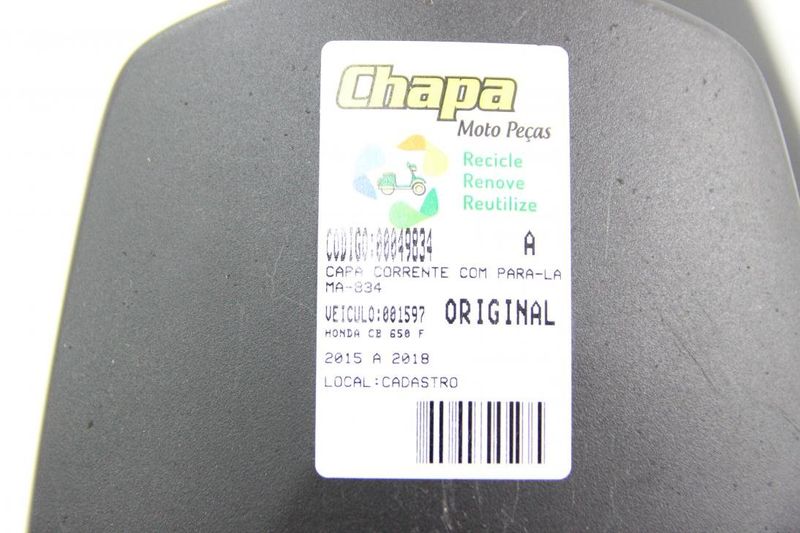 Chapa
Moto Peças
Recicle
Renove
Reutilize
CODIGO:00049834 A
CAPA CORRENTE COM PARA-LA
MA-834
VEICULO:001597 ORIGINAL
HONDA CB 650 F
2015 A 2018
LOCAL:CADASTRO